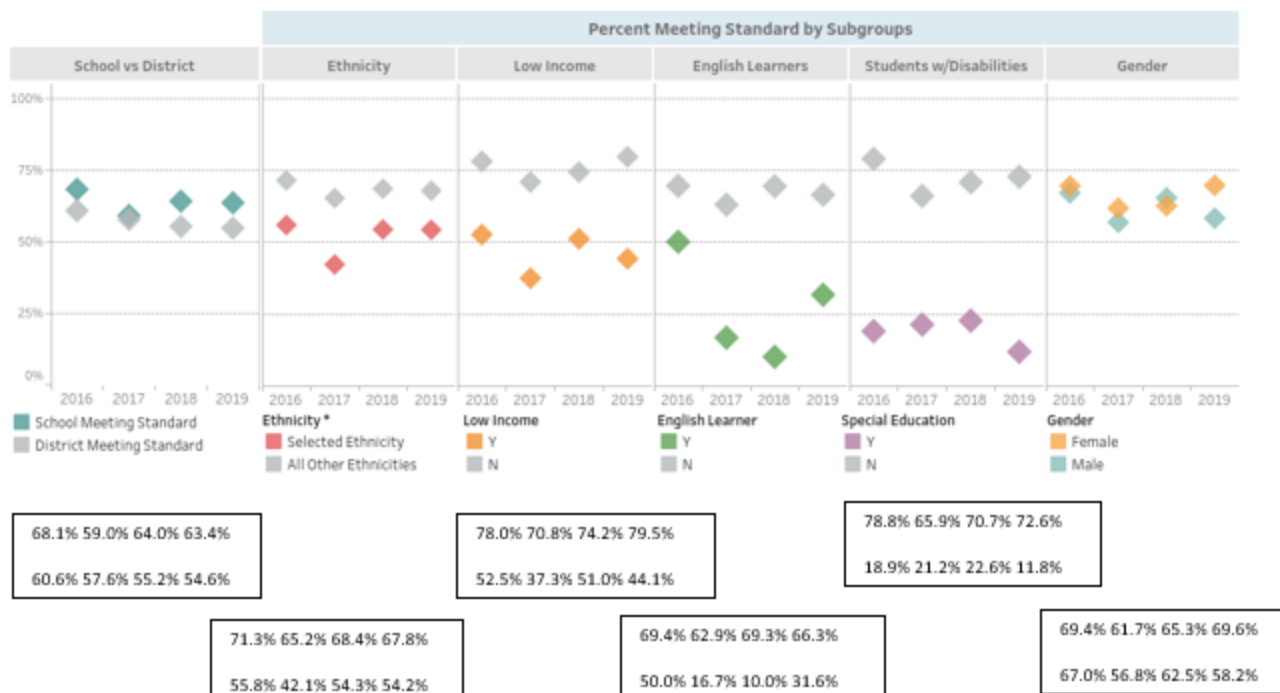 Percent Meeting Standard by Subgroups
School vs District Ethnicity Low Income English Learners Students w/Disabilities Gender
100%
75%
50%
25%
0%
2016 2017 2018 2019 2016 2017 2018 2019 2016 2017 2018 2019 2016 2017 2018 2019 2016 2017 2018 2019 2016 2017 2018 2019
School Meeting Standard
District Meeting Standard
Ethnicity *
Selected Ethnicity
All Other Ethnicities
Low Income
Y
N
English Learner
Y
N
Special Education
Y
N
Gender
Female
Male
68.1% 59.0% 64.0% 63.4%
60.6% 57.6% 55.2% 54.6%
71.3% 65.2% 68.4% 67.8%
55.8% 42.1% 54.3% 54.2%
78.0% 70.8% 74.2% 79.5%
52.5% 37.3% 51.0% 44.1%
69.4% 62.9% 69.3% 66.3%
50.0% 16.7% 10.0% 31.6%
78.8% 65.9% 70.7% 72.6%
18.9% 21.2% 22.6% 11.8%
69.4% 61.7% 65.3% 69.6%
67.0% 56.8% 62.5% 58.2%